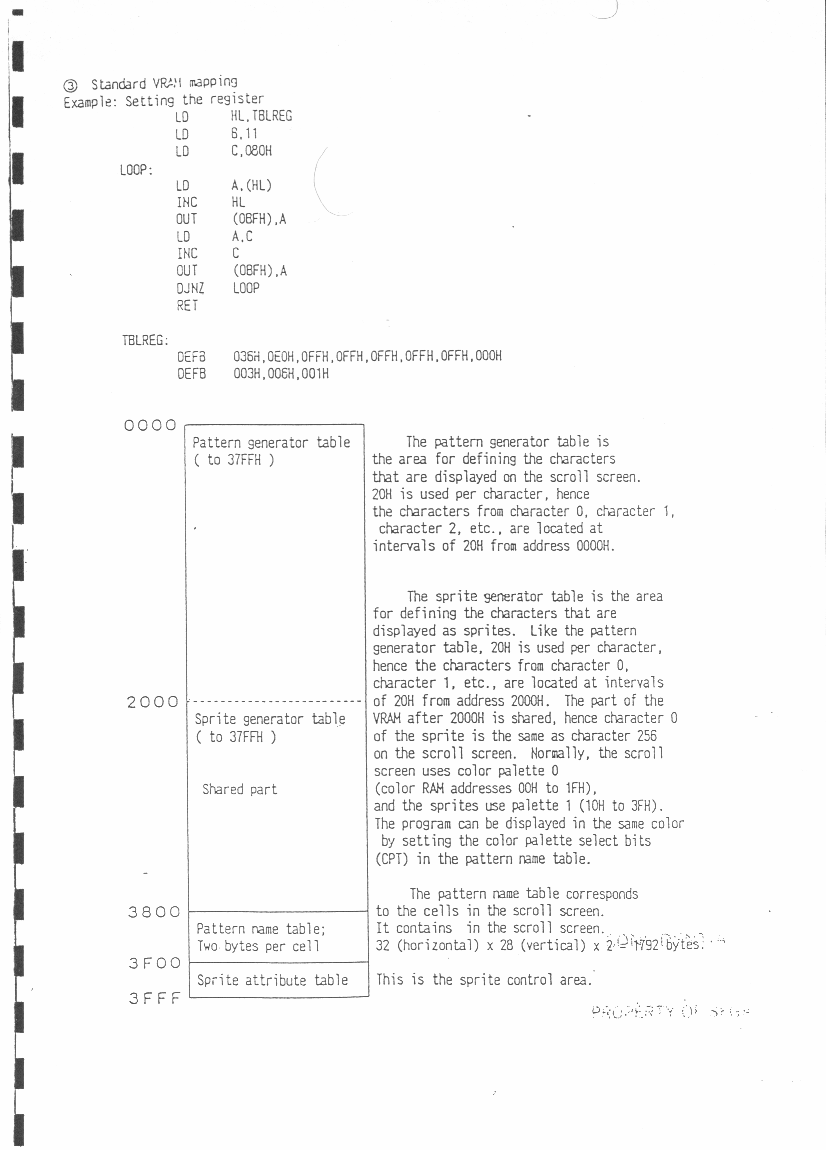 ③ Standard VRAM mapping
Example: Setting the register
LD HL,TBLREG
LD B,11
LD C,080H
LOOP:
LD A,(HL)
INC HL
OUT (0BFH),A
LD A,C
INC C
OUT (0BFH),A
DJNZ LOOP
RET
TBLREG:
DEFB 036H,0E0H,0FFH,0FFH,0FFH,0FFH,0FFH,000H
DEFB 003H,006H,001H
0000
Pattern generator table
( to 37FFH )
The pattern generator table is
the area for defining the characters
that are displayed on the scroll screen.
20H is used per character, hence
the characters from character 0, character 1,
character 2, etc., are located at
intervals of 20H from address 0000H.
The sprite generator table is the area
for defining the characters that are
displayed as sprites. Like the pattern
generator table, 20H is used per character,
hence the characters from character 0,
character 1, etc., are located at intervals
of 20H from address 2000H. The part of the
VRAM after 2000H is shared, hence character 0
of the sprite is the same as character 256
on the scroll screen. Normally, the scroll
screen uses color palette 0
(color RAM addresses 00H to 1FH),
and the sprites use palette 1 (10H to 3FH).
The program can be displayed in the same color
by setting the color palette select bits
(CPT) in the pattern name table.
2000
Sprite generator table
( to 37FFH )
Shared part
The pattern name table corresponds
to the cells in the scroll screen.
It contains in the scroll screen.
32 (horizontal) x 28 (vertical) x 2 = 1792 bytes.
3800
Pattern name table;
Two bytes per cell
3F00
Sprite attribute table
This is the sprite control area.
3FFF
PROPERTY OF